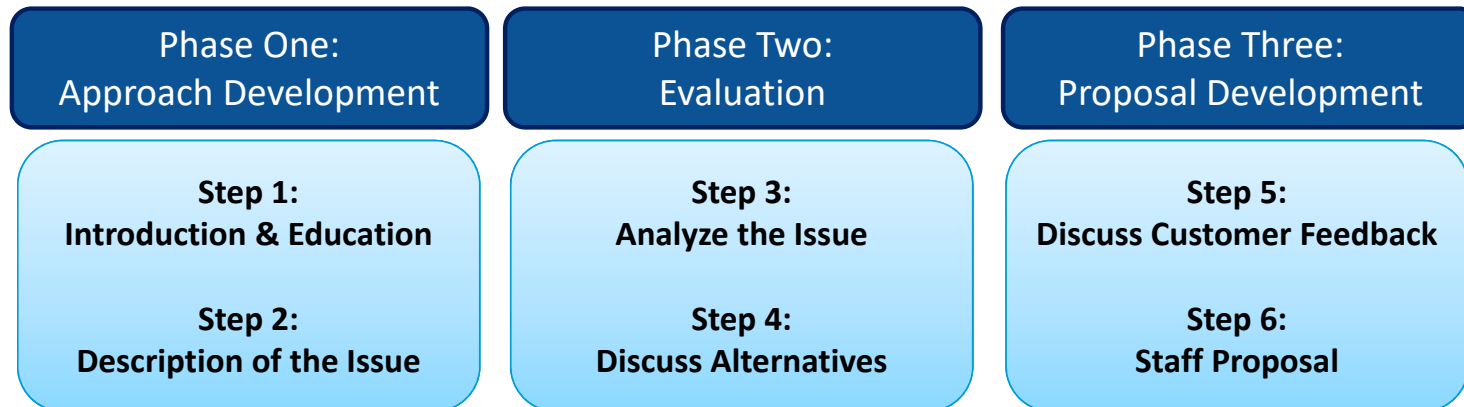 Phase One:
Approach Development
Step 1:
Introduction & Education
Step 2:
Description of the Issue
Phase Two:
Evaluation
Step 3:
Analyze the Issue
Step 4:
Discuss Alternatives
Phase Three:
Proposal Development
Step 5:
Discuss Customer Feedback
Step 6:
Staff Proposal